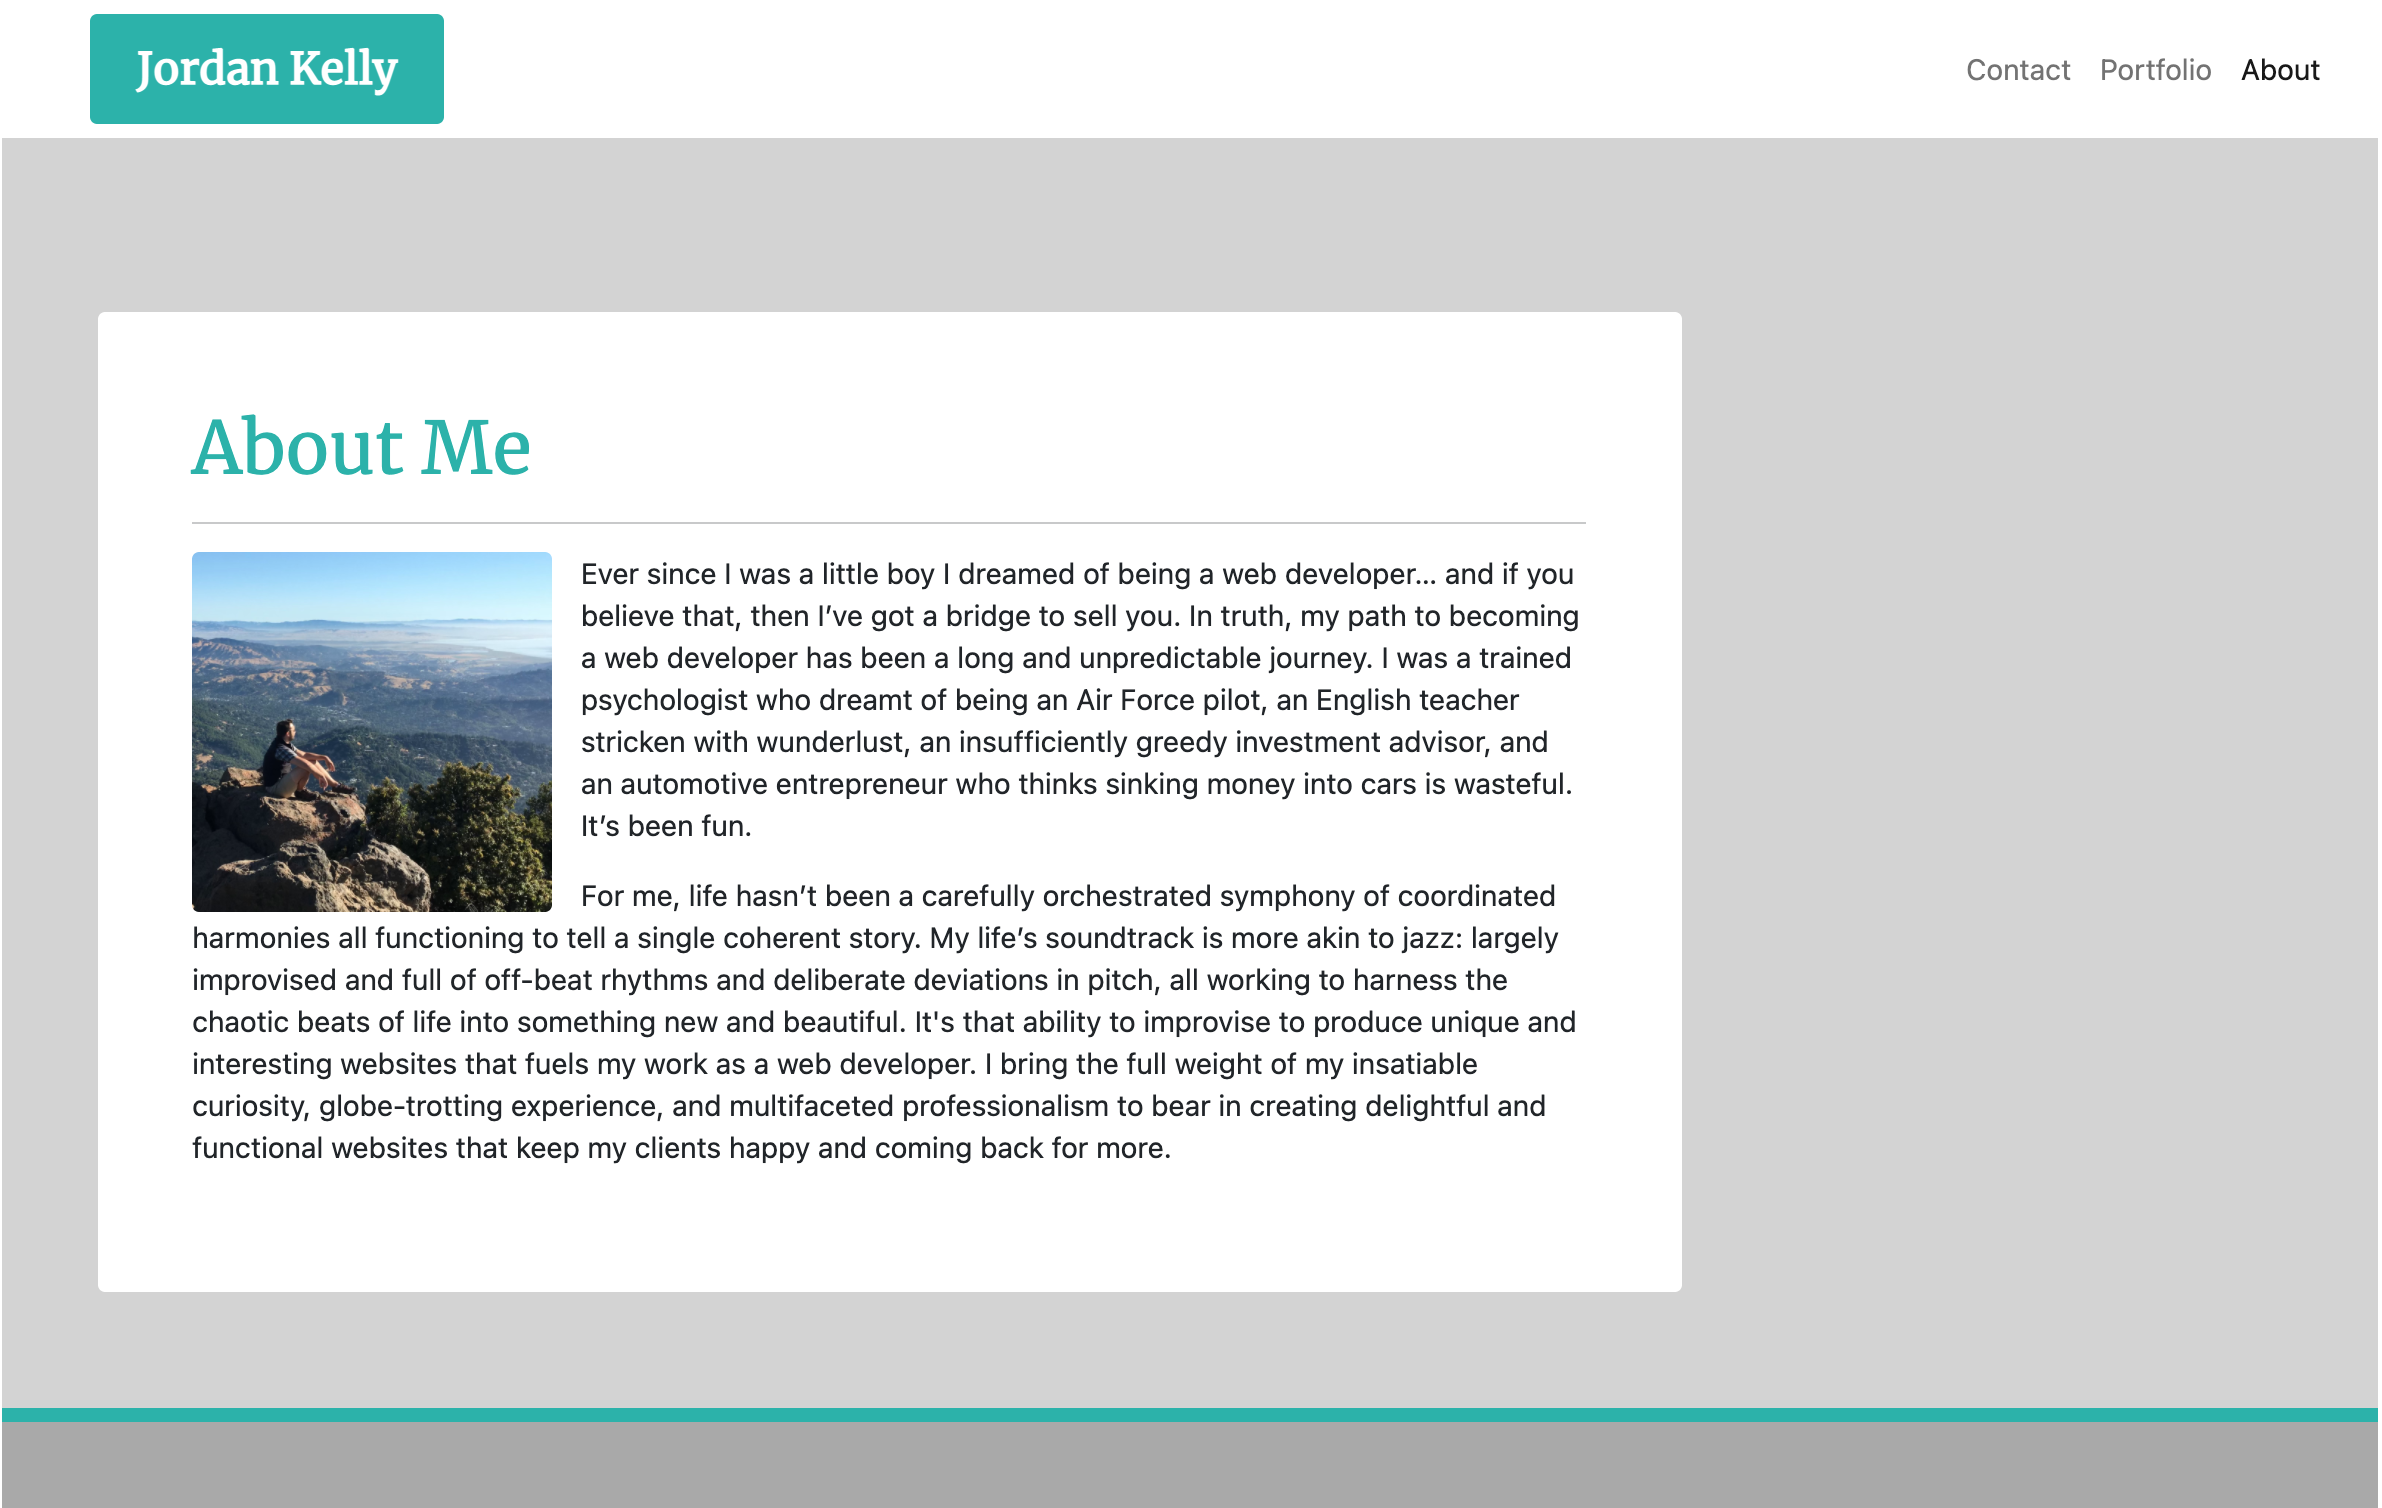 Jordan Kelly
Contact Portfolio About
About Me
Ever since I was a little boy I dreamed of being a web developer... and if you
believe that, then I’ve got a bridge to sell you. In truth, my path to becoming
a web developer has been a long and unpredictable journey. I was a trained
psychologist who dreamt of being an Air Force pilot, an English teacher
stricken with wunderlust, an insufficiently greedy investment advisor, and
an automotive entrepreneur who thinks sinking money into cars is wasteful.
It’s been fun.
For me, life hasn’t been a carefully orchestrated symphony of coordinated
harmonies all functioning to tell a single coherent story. My life’s soundtrack is more akin to jazz: largely
improvised and full of off-beat rhythms and deliberate deviations in pitch, all working to harness the
chaotic beats of life into something new and beautiful. It's that ability to improvise to produce unique and
interesting websites that fuels my work as a web developer. I bring the full weight of my insatiable
curiosity, globe-trotting experience, and multifaceted professionalism to bear in creating delightful and
functional websites that keep my clients happy and coming back for more.